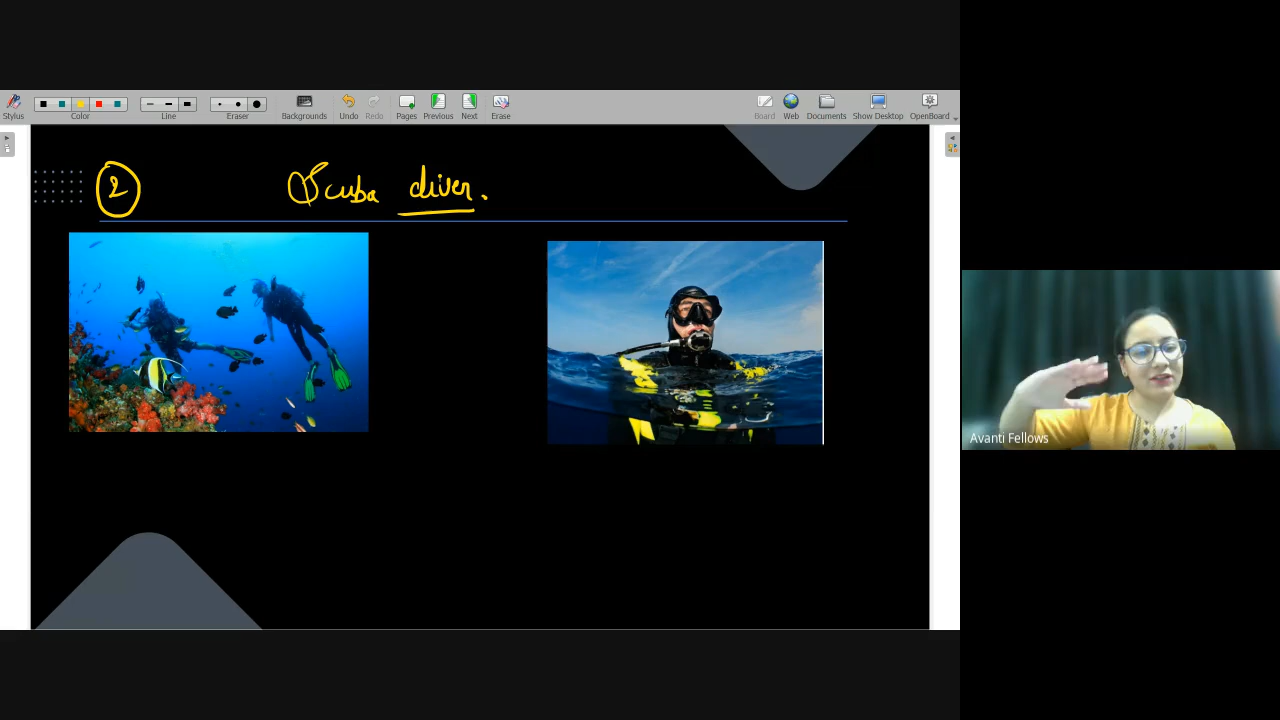 Stylus Color Line Eraser Backgrounds Undo Redo Pages Previous Next Erase Board Web Documents Show Desktop OpenBoard
2 Scuba diver.
Avanti Fellows